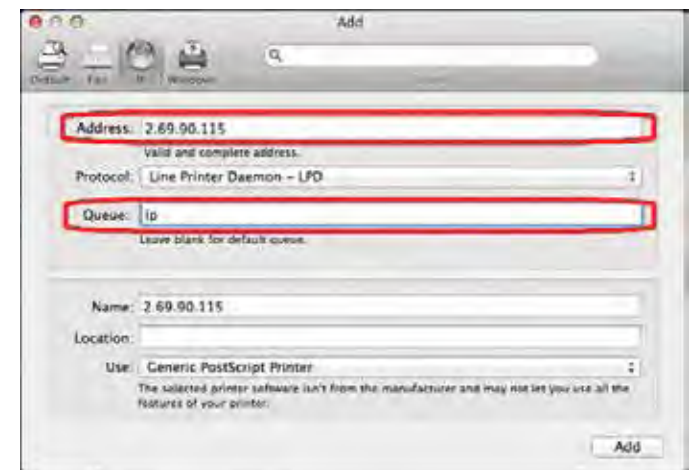 Add
Default Fax IP Windows
Address: 2.69.90.115
Valid and complete address.
Protocol: Line Printer Daemon – LPD
Queue: lp
Leave blank for default queue.
Name: 2.69.90.115
Location:
Use: Generic PostScript Printer
The selected printer software isn't from the manufacturer and may not let you use all the
features of your printer.
Add